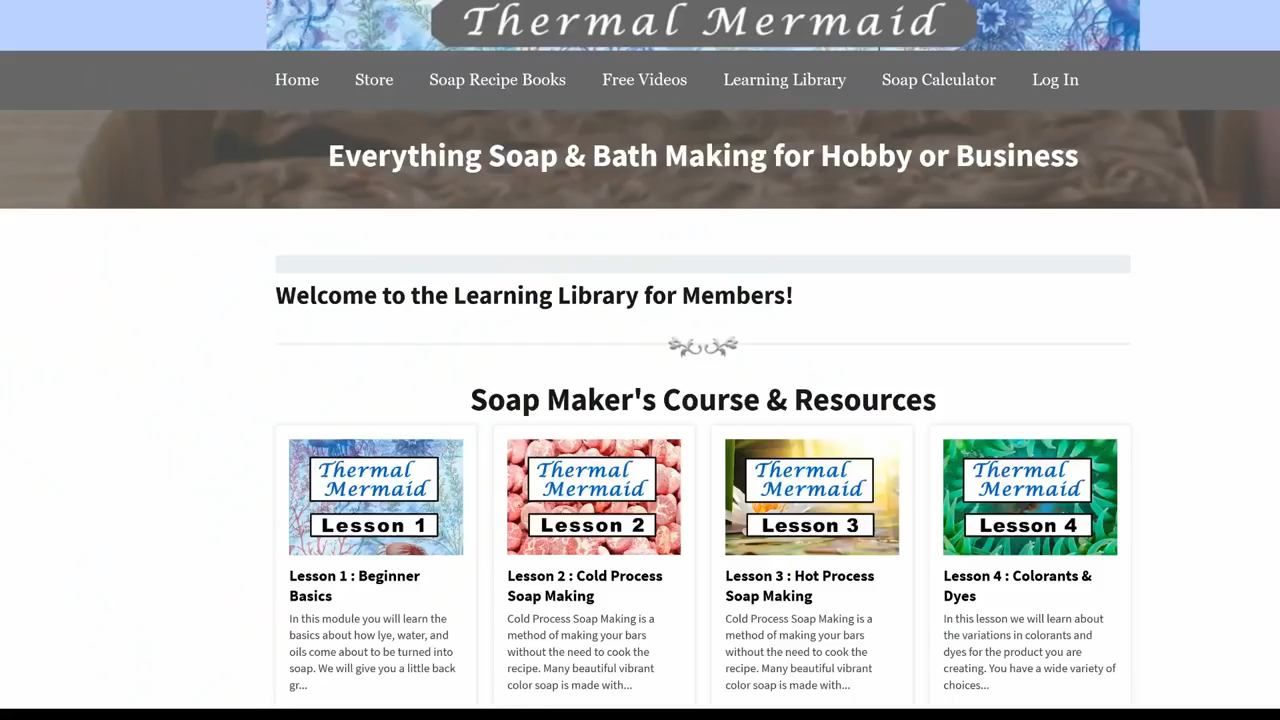 Thermal Mermaid
Home Store Soap Recipe Books Free Videos Learning Library Soap Calculator Log In
Everything Soap & Bath Making for Hobby or Business
Welcome to the Learning Library for Members!
Soap Maker's Course & Resources
Thermal
Mermaid
Lesson 1
Lesson 1 : Beginner
Basics
In this module you will learn the
basics about how lye, water, and
oils come about to be turned into
soap. We will give you a little back
gr...
Thermal
Mermaid
Lesson 2
Lesson 2 : Cold Process
Soap Making
Cold Process Soap Making is a
method of making your bars
without the need to cook the
recipe. Many beautiful vibrant
color soap is made with...
Thermal
Mermaid
Lesson 3
Lesson 3 : Hot Process
Soap Making
Cold Process Soap Making is a
method of making your bars
without the need to cook the
recipe. Many beautiful vibrant
color soap is made with...
Thermal
Mermaid
Lesson 4
Lesson 4 : Colorants &
Dyes
In this lesson we will learn about
the variations in colorants and
dyes for the product you are
creating. You have a wide variety of
choices...